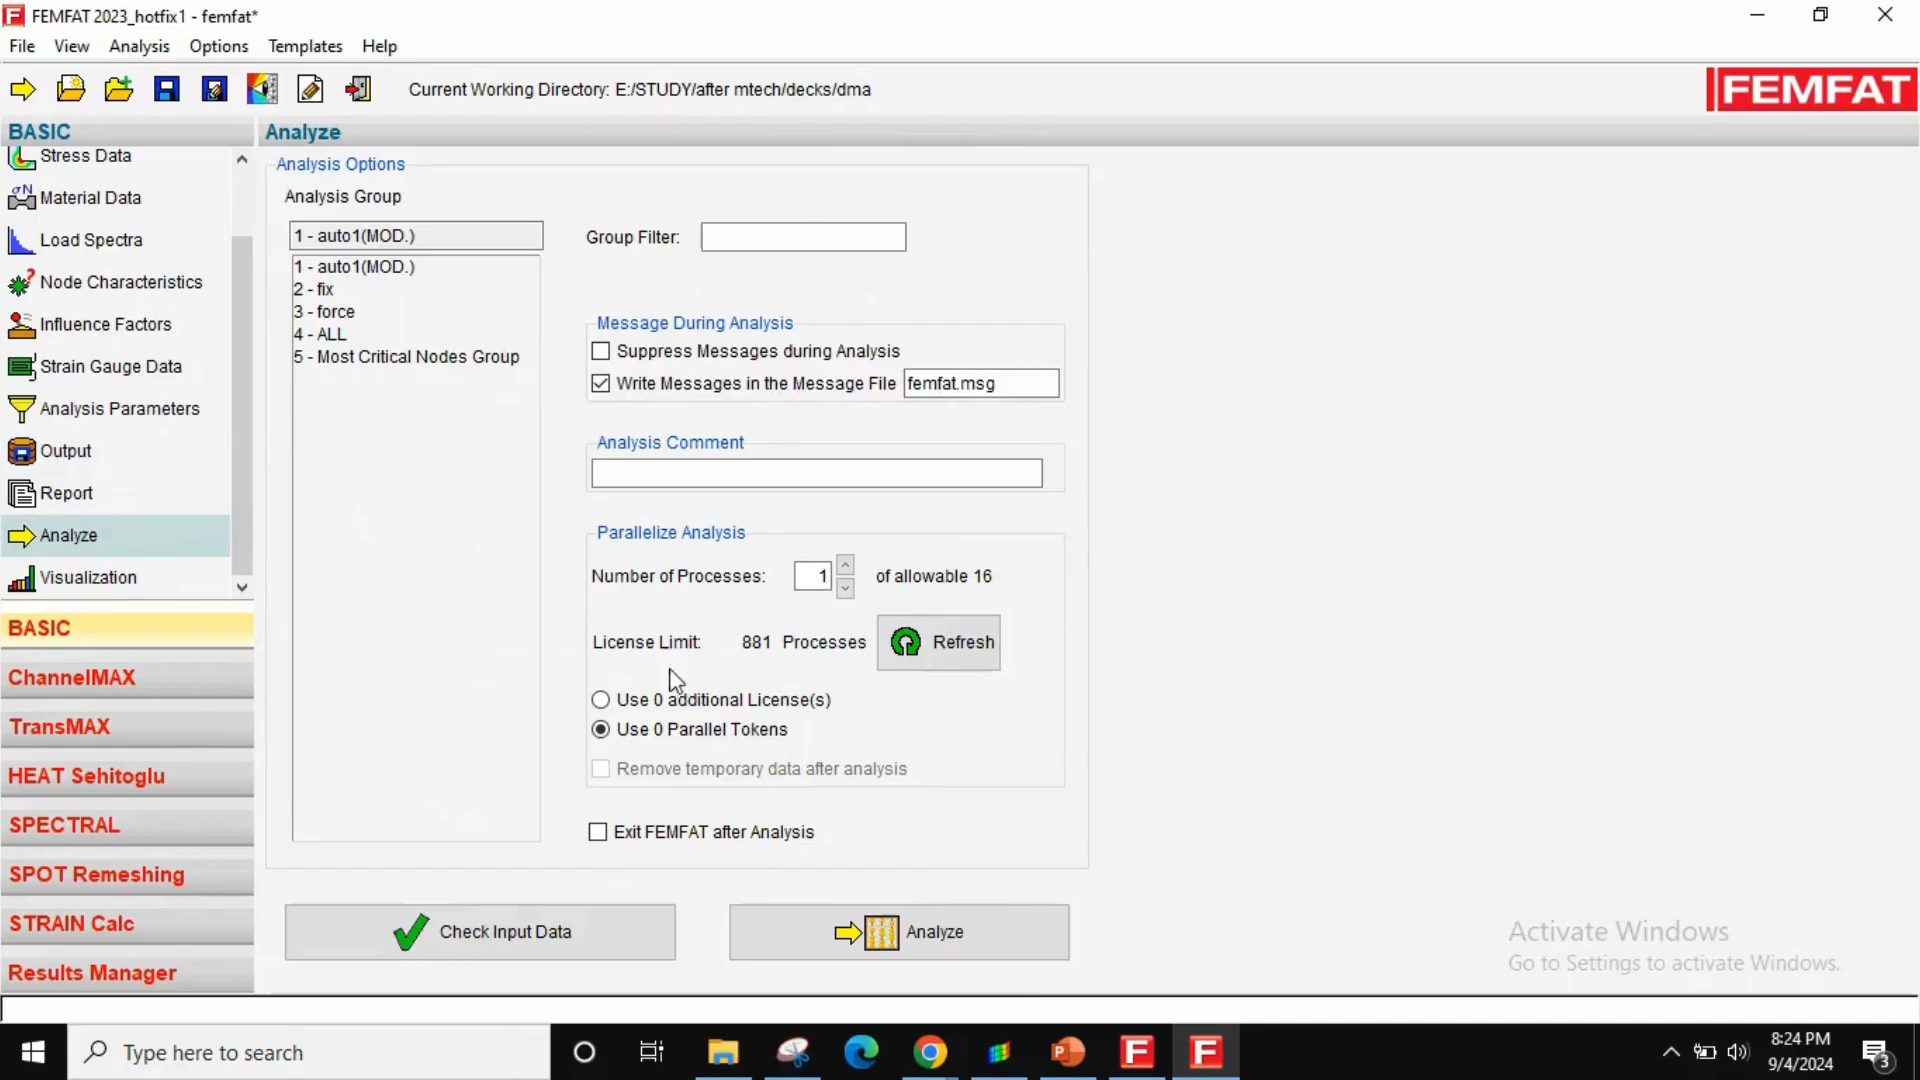 FEMFAT 2023_hotfix1 - femfat*
File View Analysis Options Templates Help
Current Working Directory: E:/STUDY/after mtech/decks/dma
FEMFAT
BASIC
Analyze
Stress Data
Material Data
Load Spectra
Node Characteristics
Influence Factors
Strain Gauge Data
Analysis Parameters
Output
Report
Analyze
Visualization
BASIC
ChannelMAX
TransMAX
HEAT Sehitoglu
SPECTRAL
SPOT Remeshing
STRAIN Calc
Results Manager
Analysis Options
Analysis Group
1 - auto1(MOD.)
1 - auto1(MOD.)
2 - fix
3 - force
4 - ALL
5 - Most Critical Nodes Group
Group Filter:
Message During Analysis
Suppress Messages during Analysis
Write Messages in the Message File femfat.msg
Analysis Comment
Parallelize Analysis
Number of Processes: 1 of allowable 16
License Limit: 881 Processes Refresh
Use 0 additional License(s)
Use 0 Parallel Tokens
Remove temporary data after analysis
Exit FEMFAT after Analysis
Check Input Data
Analyze
Activate Windows
Go to Settings to activate Windows.
Type here to search
8:24 PM
9/4/2024
3